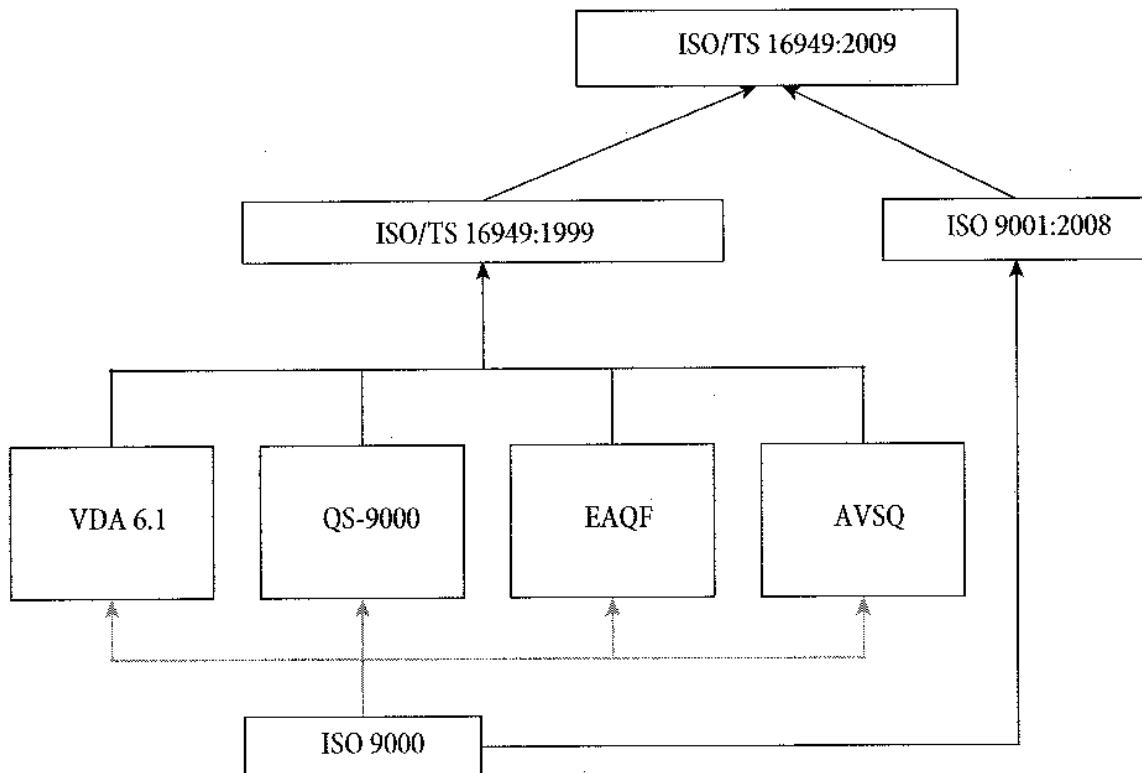 ISO/TS 16949:2009
ISO/TS 16949:1999
ISO 9001:2008
VDA 6.1
QS-9000
EAQF
AVSQ
ISO 9000